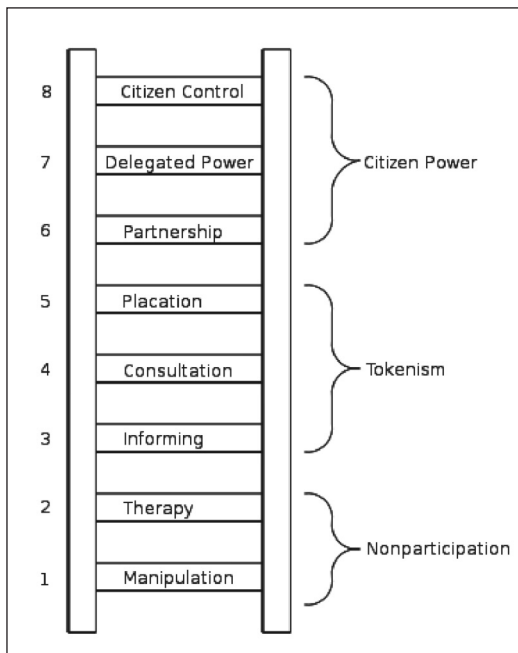 8 Citizen Control
7 Delegated Power
Citizen Power
6 Partnership
5 Placation
4 Consultation
Tokenism
3 Informing
2 Therapy
Nonparticipation
1 Manipulation